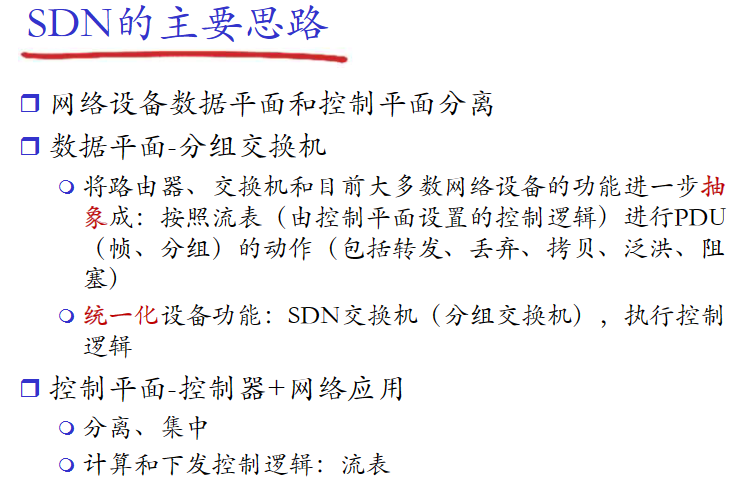 SDN的主要思路
网络设备数据平面和控制平面分离
数据平面-分组交换机
将路由器、交换机和目前大多数网络设备的功能进一步抽
象成：按照流表（由控制平面设置的控制逻辑）进行PDU
（帧、分组）的动作（包括转发、丢弃、拷贝、泛洪、阻
塞）
统一化设备功能：SDN交换机（分组交换机），执行控制
逻辑
控制平面-控制器+网络应用
分离、集中
计算和下发控制逻辑：流表